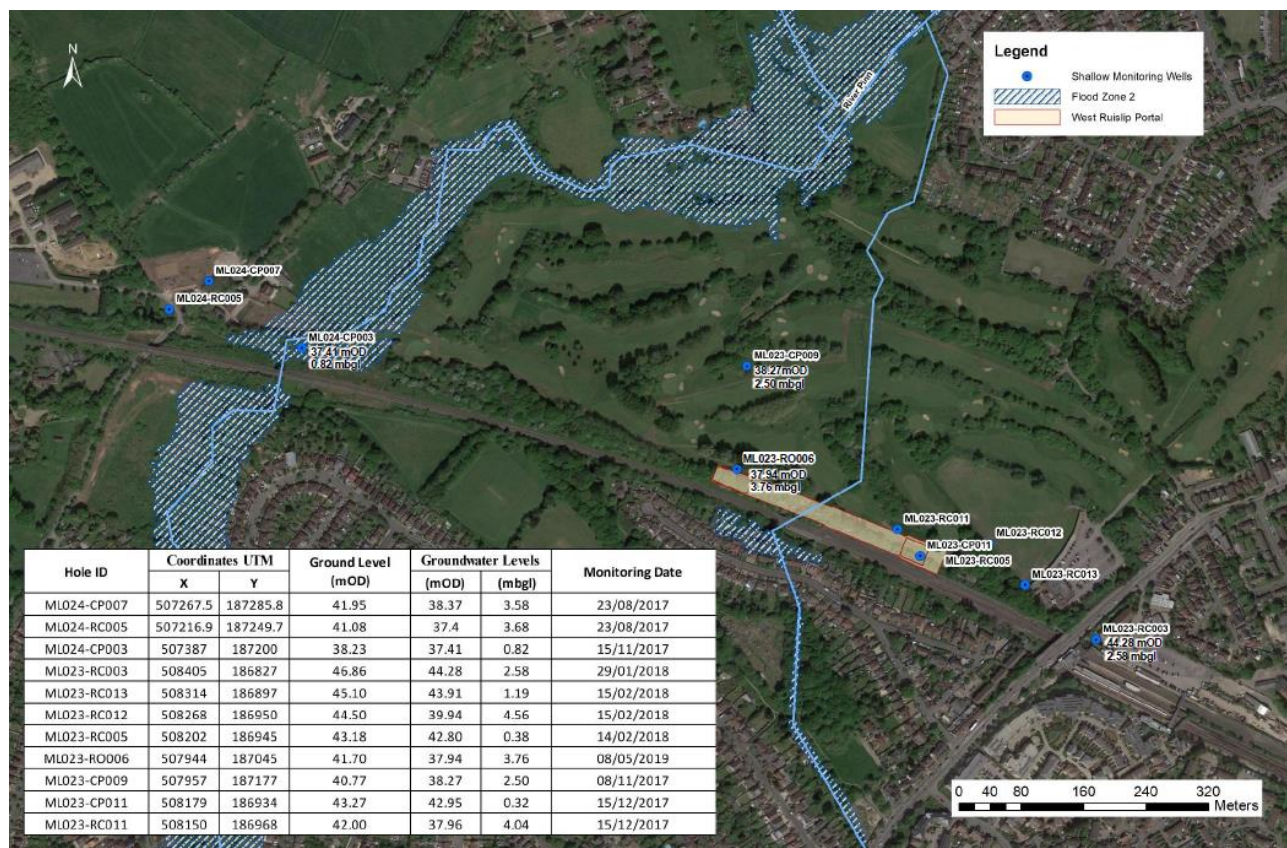 N
Legend
Shallow Monitoring Wells
Flood Zone 2
West Ruislip Portal
River Pinn
ML024-CP007
ML024-RC005
ML024-CP003
37.41 mOD
0.82 mbgl
ML023-CP009
38.27mOD
2.50 mbgl
ML023-RO006
37.94 mOD
3.76 mbgl
ML023-RC011
ML023-RC012
ML023-CP011
ML023-RC005
ML023-RC013
ML023-RC003
44.28 mOD
2.58 mbgl
Hole ID Coordinates UTM Ground Level (mOD) Groundwater Levels Monitoring Date
X Y (mOD) (mbgl)
ML024-CP007 507267.5 187285.8 41.95 38.37 3.58 23/08/2017
ML024-RC005 507216.9 187249.7 41.08 37.4 3.68 23/08/2017
ML024-CP003 507387 187200 38.23 37.41 0.82 15/11/2017
ML023-RC003 508405 186827 46.86 44.28 2.58 29/01/2018
ML023-RC013 508314 186897 45.10 43.91 1.19 15/02/2018
ML023-RC012 508268 186950 44.50 39.94 4.56 15/02/2018
ML023-RC005 508202 186945 43.18 42.80 0.38 14/02/2018
ML023-RO006 507944 187045 41.70 37.94 3.76 08/05/2019
ML023-CP009 507957 187177 40.77 38.27 2.50 08/11/2017
ML023-CP011 508179 186934 43.27 42.95 0.32 15/12/2017
ML023-RC011 508150 186968 42.00 37.96 4.04 15/12/2017
0 40 80 160 240 320
Meters